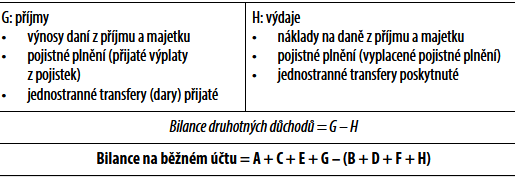 G: příjmy
• výnosy daní z příjmu a majetku
• pojistné plnění (přijaté výplaty
z pojistek)
• jednostranné transfery (dary) přijaté
H: výdaje
• náklady na daně z příjmu a majetku
• pojistné plnění (vyplacené pojistné plnění)
• jednostranné transfery poskytnuté
Bilance druhotných důchodů = G – H
Bilance na běžném účtu = A + C + E + G – (B + D + F + H)